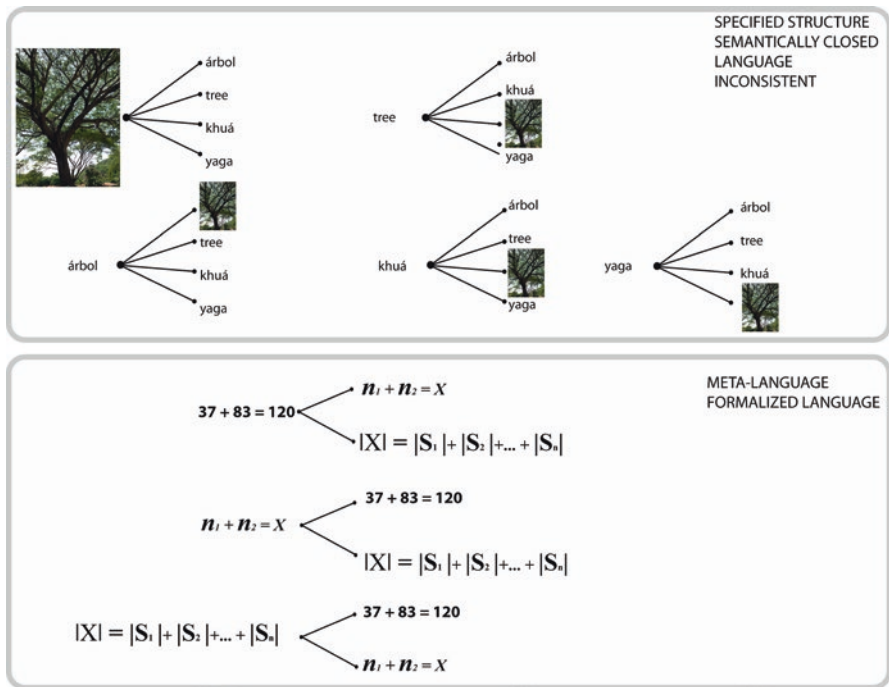 SPECIFIED STRUCTURE
SEMANTICALLY CLOSED
LANGUAGE
INCONSISTENT
árbol
tree
khuá
yaga
tree
árbol
khuá
yaga
árbol
tree
khuá
yaga
khuá
árbol
tree
yaga
yaga
árbol
tree
khuá
META-LANGUAGE
FORMALIZED LANGUAGE
37 + 83 = 120
n₁ + n₂ = X
|X| = |S₁|+|S₂|+... + |Sₙ|
n₁ + n₂ = X
37 + 83 = 120
|X| = |S₁|+|S₂|+... + |Sₙ|
|X| = |S₁|+|S₂|+... + |Sₙ|
37 + 83 = 120
n₁ + n₂ = X